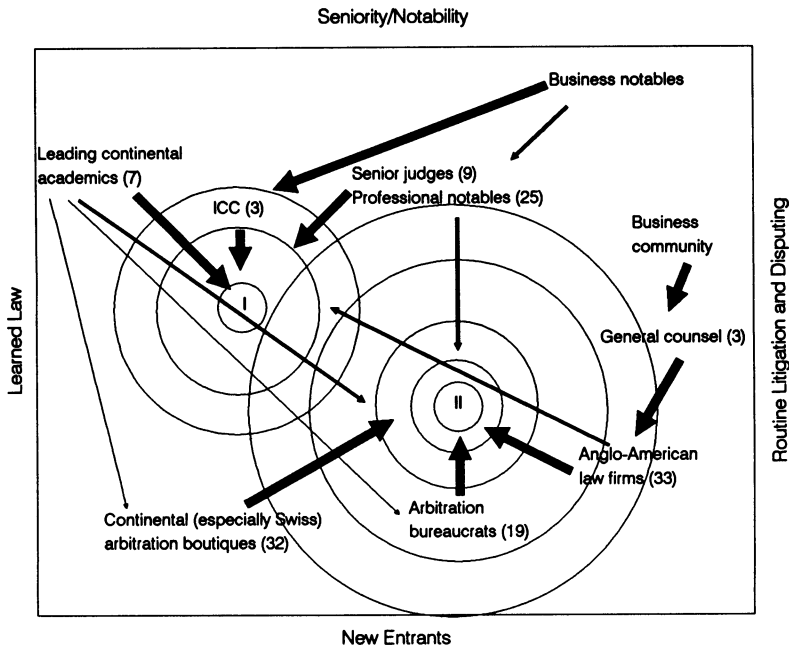 Seniority/Notability
Business notables
Leading continental
academics (7)
Senior judges (9)
Professional notables (25)
ICC (3)
Business
community
I
General counsel (3)
Learned Law
Routine Litigation and Disputing
II
Anglo-American
law firms (33)
Continental (especially Swiss)
arbitration boutiques (32)
Arbitration
bureaucrats (19)
New Entrants